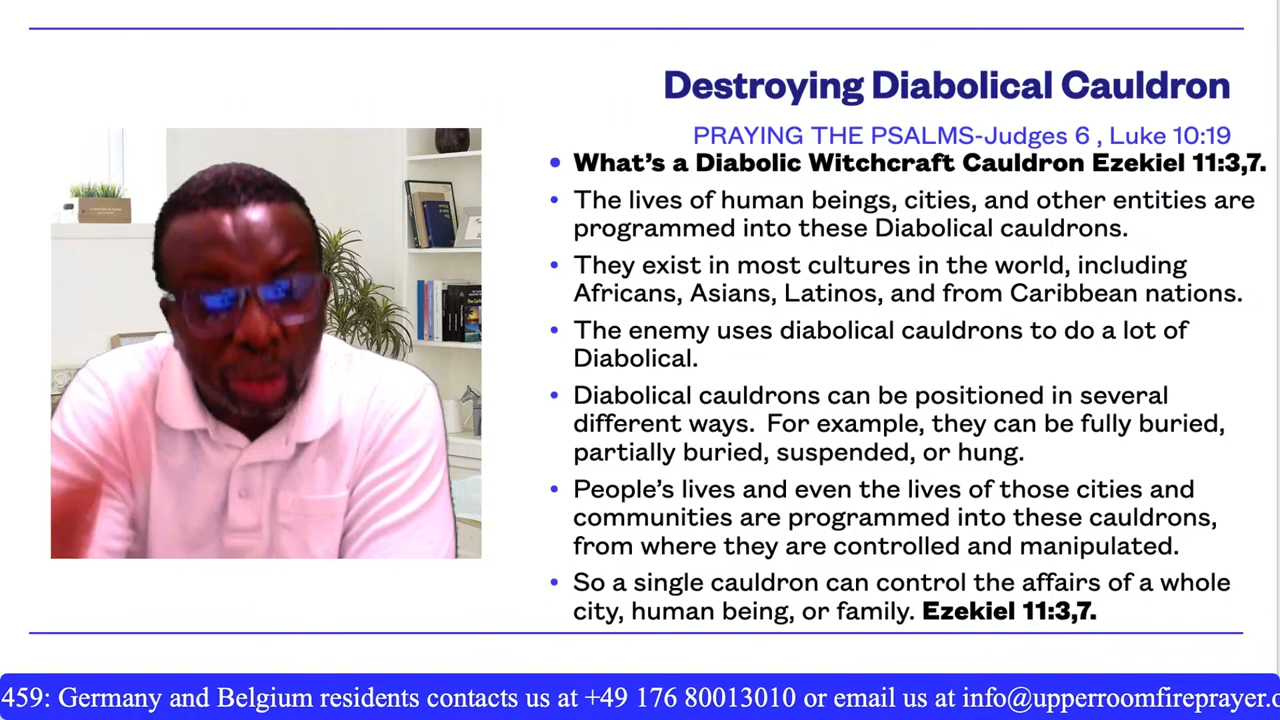 Destroying Diabolical Cauldron
PRAYING THE PSALMS-Judges 6 , Luke 10:19
• What's a Diabolic Witchcraft Cauldron Ezekiel 11:3,7.
• The lives of human beings, cities, and other entities are
programmed into these Diabolical cauldrons.
• They exist in most cultures in the world, including
Africans, Asians, Latinos, and from Caribbean nations.
• The enemy uses diabolical cauldrons to do a lot of
Diabolical.
• Diabolical cauldrons can be positioned in several
different ways. For example, they can be fully buried,
partially buried, suspended, or hung.
• People's lives and even the lives of those cities and
communities are programmed into these cauldrons,
from where they are controlled and manipulated.
• So a single cauldron can control the affairs of a whole
city, human being, or family. Ezekiel 11:3,7.
459: Germany and Belgium residents contacts us at +49 176 80013010 or email us at info@upperroomfireprayer.c